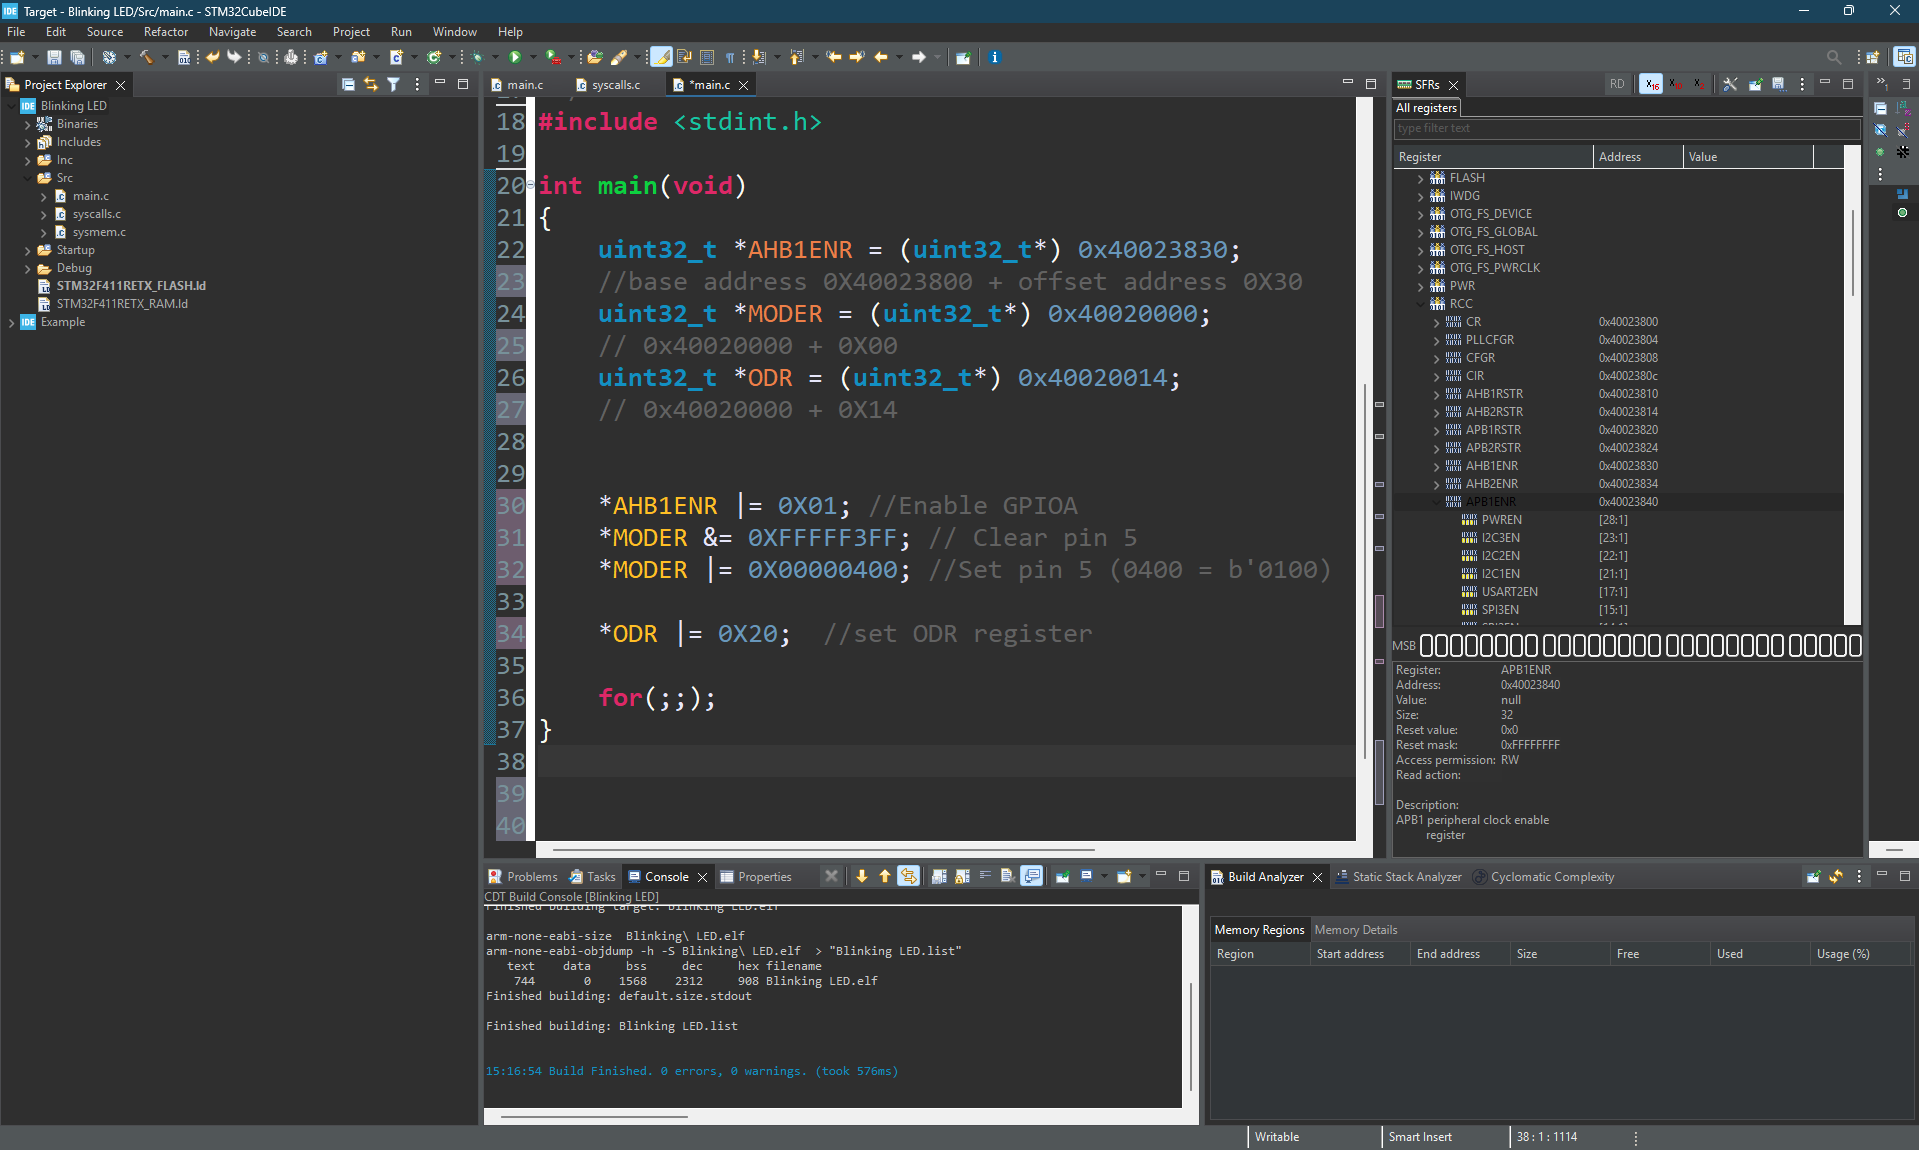 Target - Blinking LED/Src/main.c - STM32CubeIDE
File Edit Source Refactor Navigate Search Project Run Window Help
Project Explorer
Blinking LED
Binaries
Includes
Inc
Src
main.c
syscalls.c
sysmem.c
Startup
Debug
STM32F411RETX_FLASH.ld
STM32F411RETX_RAM.ld
Example
main.c syscalls.c *main.c
18 #include <stdint.h>
19
20 int main(void)
21 {
22 uint32_t *AHB1ENR = (uint32_t*) 0x40023830;
23 //base address 0X40023800 + offset address 0X30
24 uint32_t *MODER = (uint32_t*) 0x40020000;
25 // 0x40020000 + 0X00
26 uint32_t *ODR = (uint32_t*) 0x40020014;
27 // 0x40020000 + 0X14
28
29
30 *AHB1ENR |= 0X01; //Enable GPIOA
31 *MODER &= 0XFFFFF3FF; // Clear pin 5
32 *MODER |= 0X00000400; //Set pin 5 (0400 = b'0100)
33
34 *ODR |= 0X20; //set ODR register
35
36 for(;;);
37 }
38
39
40
SFRs
RD
All registers
type filter text
Register Address Value
FLASH
IWDG
OTG_FS_DEVICE
OTG_FS_GLOBAL
OTG_FS_HOST
OTG_FS_PWRCLK
PWR
RCC
CR 0x40023800
PLLCFGR 0x40023804
CFGR 0x40023808
CIR 0x4002380c
AHB1RSTR 0x40023810
AHB2RSTR 0x40023814
APB1RSTR 0x40023820
APB2RSTR 0x40023824
AHB1ENR 0x40023830
AHB2ENR 0x40023834
APB1ENR 0x40023840
PWREN [28:1]
I2C3EN [23:1]
I2C2EN [22:1]
I2C1EN [21:1]
USART2EN [17:1]
SPI3EN [15:1]
MSB
Register: APB1ENR
Address: 0x40023840
Value: null
Size: 32
Reset value: 0x0
Reset mask: 0xFFFFFFFF
Access permission: RW
Read action:
Description:
APB1 peripheral clock enable
register
Problems Tasks Console Properties
CDT Build Console [Blinking LED]
Finished building target: Blinking LED.elf
arm-none-eabi-size Blinking\ LED.elf
arm-none-eabi-objdump -h -S Blinking\ LED.elf > "Blinking LED.list"
text data bss dec hex filename
744 0 1568 2312 908 Blinking LED.elf
Finished building: default.size.stdout
Finished building: Blinking LED.list
15:16:54 Build Finished. 0 errors, 0 warnings. (took 576ms)
Build Analyzer Static Stack Analyzer Cyclomatic Complexity
Memory Regions Memory Details
Region Start address End address Size Free Used Usage (%)
Writable Smart Insert 38 : 1 : 1114